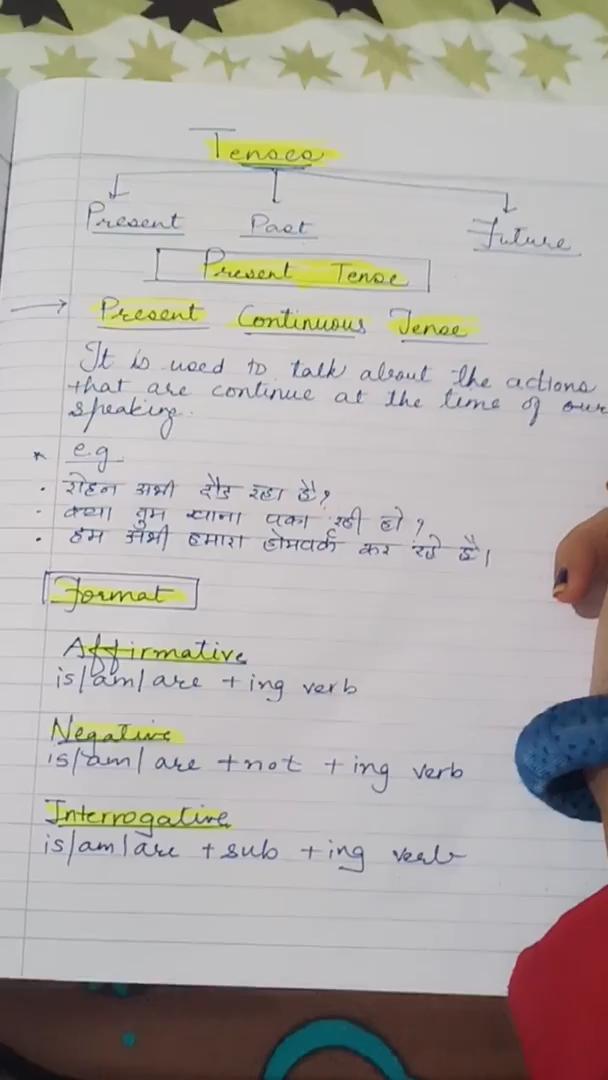 Tenses
Present Past Future
Present Tense
Present Continuous Tense
It is used to talk about the actions
that are continue at the time of our
speaking.
e.g.
रोहन अभी दौड रहा है?
क्या तुम खाना पका रही हो ?
हम अभी हमारा होमवर्क कर रहे है।
Format
Affirmative
is/am/are + ing verb
Negative
is/am/are + not + ing verb
Interrogative
is/am/are + sub + ing verb